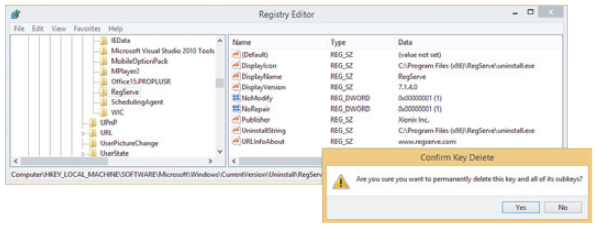 Registry Editor
File Edit View Favorites Help
IEData
Microsoft Visual Studio 2010 Tools
MobileOptionPack
MPlayer2
Office15.PROPLUSR
RegServe
SchedulingAgent
WIC
UPnP
URL
UserPictureChange
UserState
Name Type Data
(Default) REG_SZ (value not set)
DisplayIcon REG_SZ C:\Program Files (x86)\RegServe\uninstall.exe
DisplayName REG_SZ RegServe
DisplayVersion REG_SZ 7.1.4.0
NoModify REG_DWORD 0x00000001 (1)
NoRepair REG_DWORD 0x00000001 (1)
Publisher REG_SZ Xionix Inc.
UninstallString REG_SZ C:\Program Files (x86)\RegServe\uninstall.exe
URLInfoAbout REG_SZ www.regserve.com
Computer\HKEY_LOCAL_MACHINE\SOFTWARE\Microsoft\Windows\CurrentVersion\Uninstall\RegServ
Confirm Key Delete
Are you sure you want to permanently delete this key and all of its subkeys?
Yes No